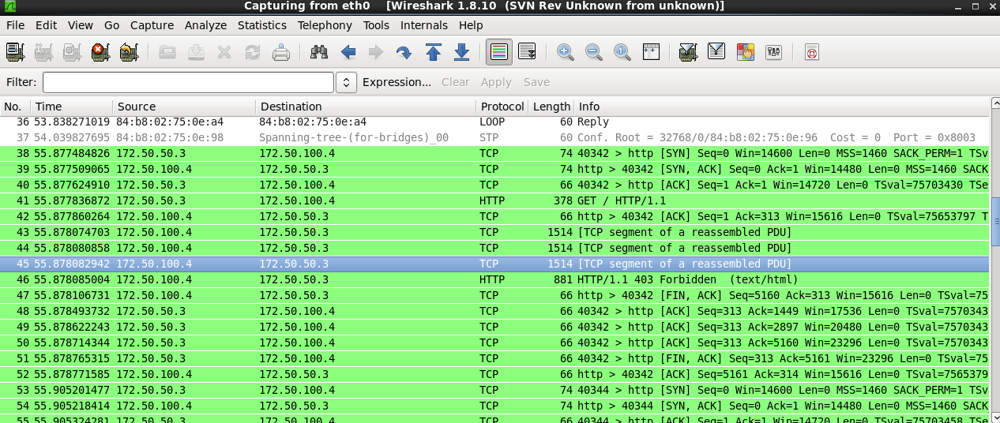 Capturing from eth0 [Wireshark 1.8.10 (SVN Rev Unknown from unknown)]
File Edit View Go Capture Analyze Statistics Telephony Tools Internals Help
Filter: Expression... Clear Apply Save
No. Time Source Destination Protocol Length Info
36 53.838271019 84:b8:02:75:0e:a4 84:b8:02:75:0e:a4 LOOP 60 Reply
37 54.039827695 84:b8:02:75:0e:98 Spanning-tree-(for-bridges)_00 STP 60 Conf. Root = 32768/0/84:b8:02:75:0e:96 Cost = 0 Port = 0x8003
38 55.877484826 172.50.50.3 172.50.100.4 TCP 74 40342 > http [SYN] Seq=0 Win=14600 Len=0 MSS=1460 SACK_PERM=1 TSv
39 55.877509065 172.50.100.4 172.50.50.3 TCP 74 http > 40342 [SYN, ACK] Seq=0 Ack=1 Win=14480 Len=0 MSS=1460 SACK
40 55.877624910 172.50.50.3 172.50.100.4 TCP 66 40342 > http [ACK] Seq=1 Ack=1 Win=14720 Len=0 TSval=75703430 TSe
41 55.877836872 172.50.50.3 172.50.100.4 HTTP 378 GET / HTTP/1.1
42 55.877860264 172.50.100.4 172.50.50.3 TCP 66 http > 40342 [ACK] Seq=1 Ack=313 Win=15616 Len=0 TSval=75653797 T
43 55.878074703 172.50.100.4 172.50.50.3 TCP 1514 [TCP segment of a reassembled PDU]
44 55.878080858 172.50.100.4 172.50.50.3 TCP 1514 [TCP segment of a reassembled PDU]
45 55.878082942 172.50.100.4 172.50.50.3 TCP 1514 [TCP segment of a reassembled PDU]
46 55.878085004 172.50.100.4 172.50.50.3 HTTP 881 HTTP/1.1 403 Forbidden (text/html)
47 55.878106731 172.50.100.4 172.50.50.3 TCP 66 http > 40342 [FIN, ACK] Seq=5160 Ack=313 Win=15616 Len=0 TSval=75
48 55.878493732 172.50.50.3 172.50.100.4 TCP 66 40342 > http [ACK] Seq=313 Ack=1449 Win=17536 Len=0 TSval=7570343
49 55.878622243 172.50.50.3 172.50.100.4 TCP 66 40342 > http [ACK] Seq=313 Ack=2897 Win=20480 Len=0 TSval=7570343
50 55.878714344 172.50.50.3 172.50.100.4 TCP 66 40342 > http [ACK] Seq=313 Ack=5160 Win=23296 Len=0 TSval=7570343
51 55.878765315 172.50.50.3 172.50.100.4 TCP 66 40342 > http [FIN, ACK] Seq=313 Ack=5161 Win=23296 Len=0 TSval=75
52 55.878771585 172.50.100.4 172.50.50.3 TCP 66 http > 40342 [ACK] Seq=5161 Ack=314 Win=15616 Len=0 TSval=7565379
53 55.905201477 172.50.50.3 172.50.100.4 TCP 74 40344 > http [SYN] Seq=0 Win=14600 Len=0 MSS=1460 SACK_PERM=1 TSv
54 55.905218414 172.50.100.4 172.50.50.3 TCP 74 http > 40344 [SYN, ACK] Seq=0 Ack=1 Win=14480 Len=0 MSS=1460 SACK
55 55.905324281 172.50.50.3 172.50.100.4 TCP 66 40344 > http [ACK] Seq=1 Ack=1 Win=14720 Len=0 TSval=75703458 TSe